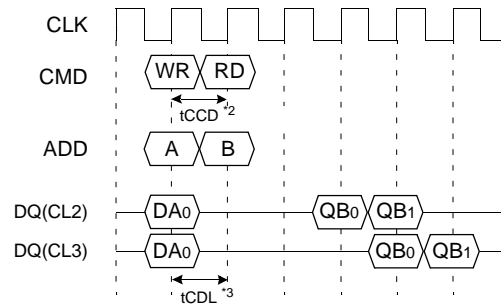 CLK
CMD WR RD
tCCD *2
ADD A B
DQ(CL2) DA0 QB0 QB1
DQ(CL3) DA0 QB0 QB1
tCDL *3